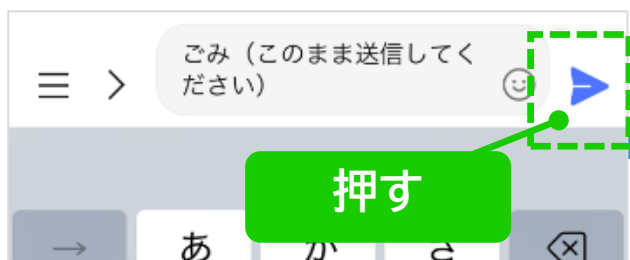 ごみ（このまま送信してく
ださい）
押す
→
あ
か
さ